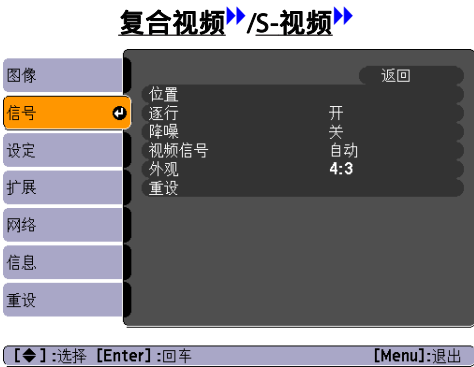 复合视频/S-视频
图像
信号
设定
扩展
网络
信息
重设
返回
位置
逐行 开
降噪 关
视频信号 自动
外观 4:3
重设
[◆]:选择 [Enter]:回车 [Menu]:退出